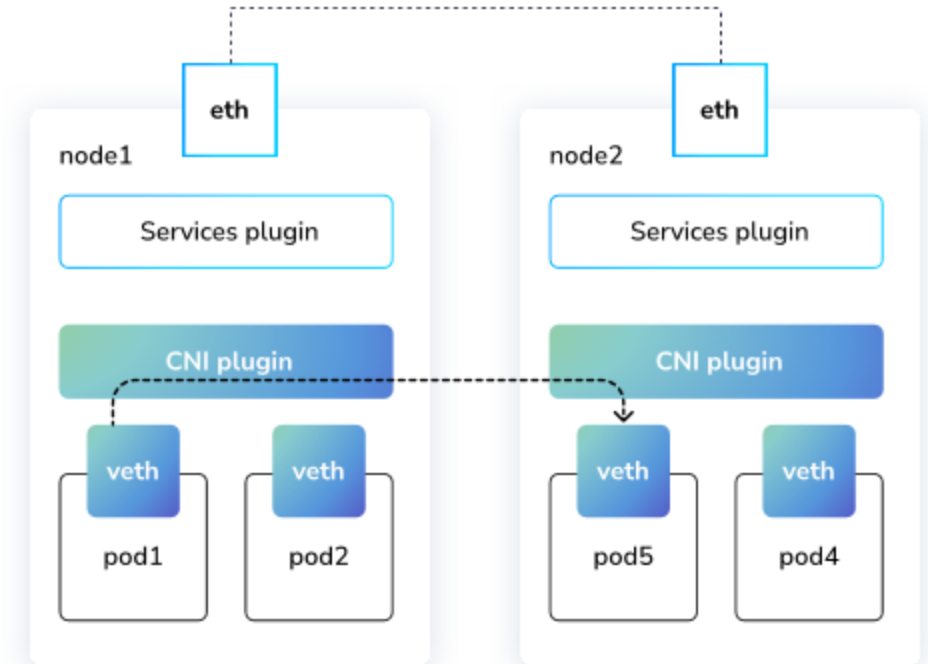 eth
eth
node1
node2
Services plugin
Services plugin
CNI plugin
CNI plugin
veth
veth
veth
veth
pod1
pod2
pod5
pod4